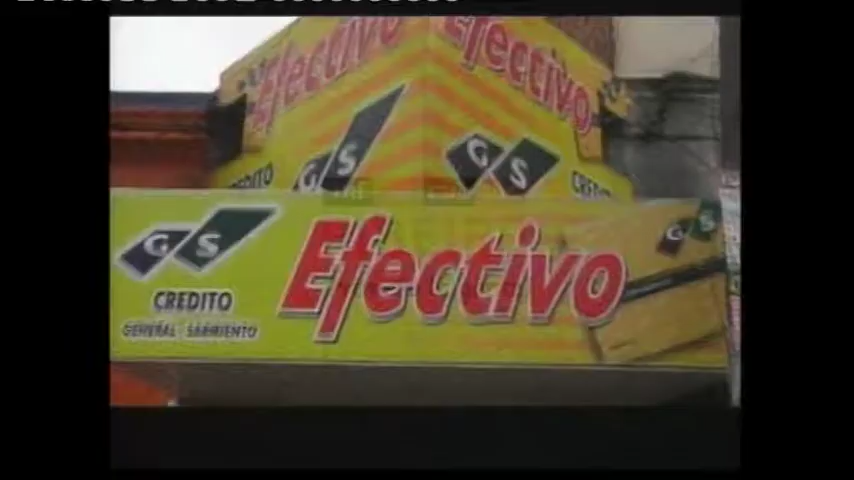 Efectivo
Efectivo
G S
G S
CREDITO
G S
G S
Efectivo
CREDITO
GENERAL SARMIENTO